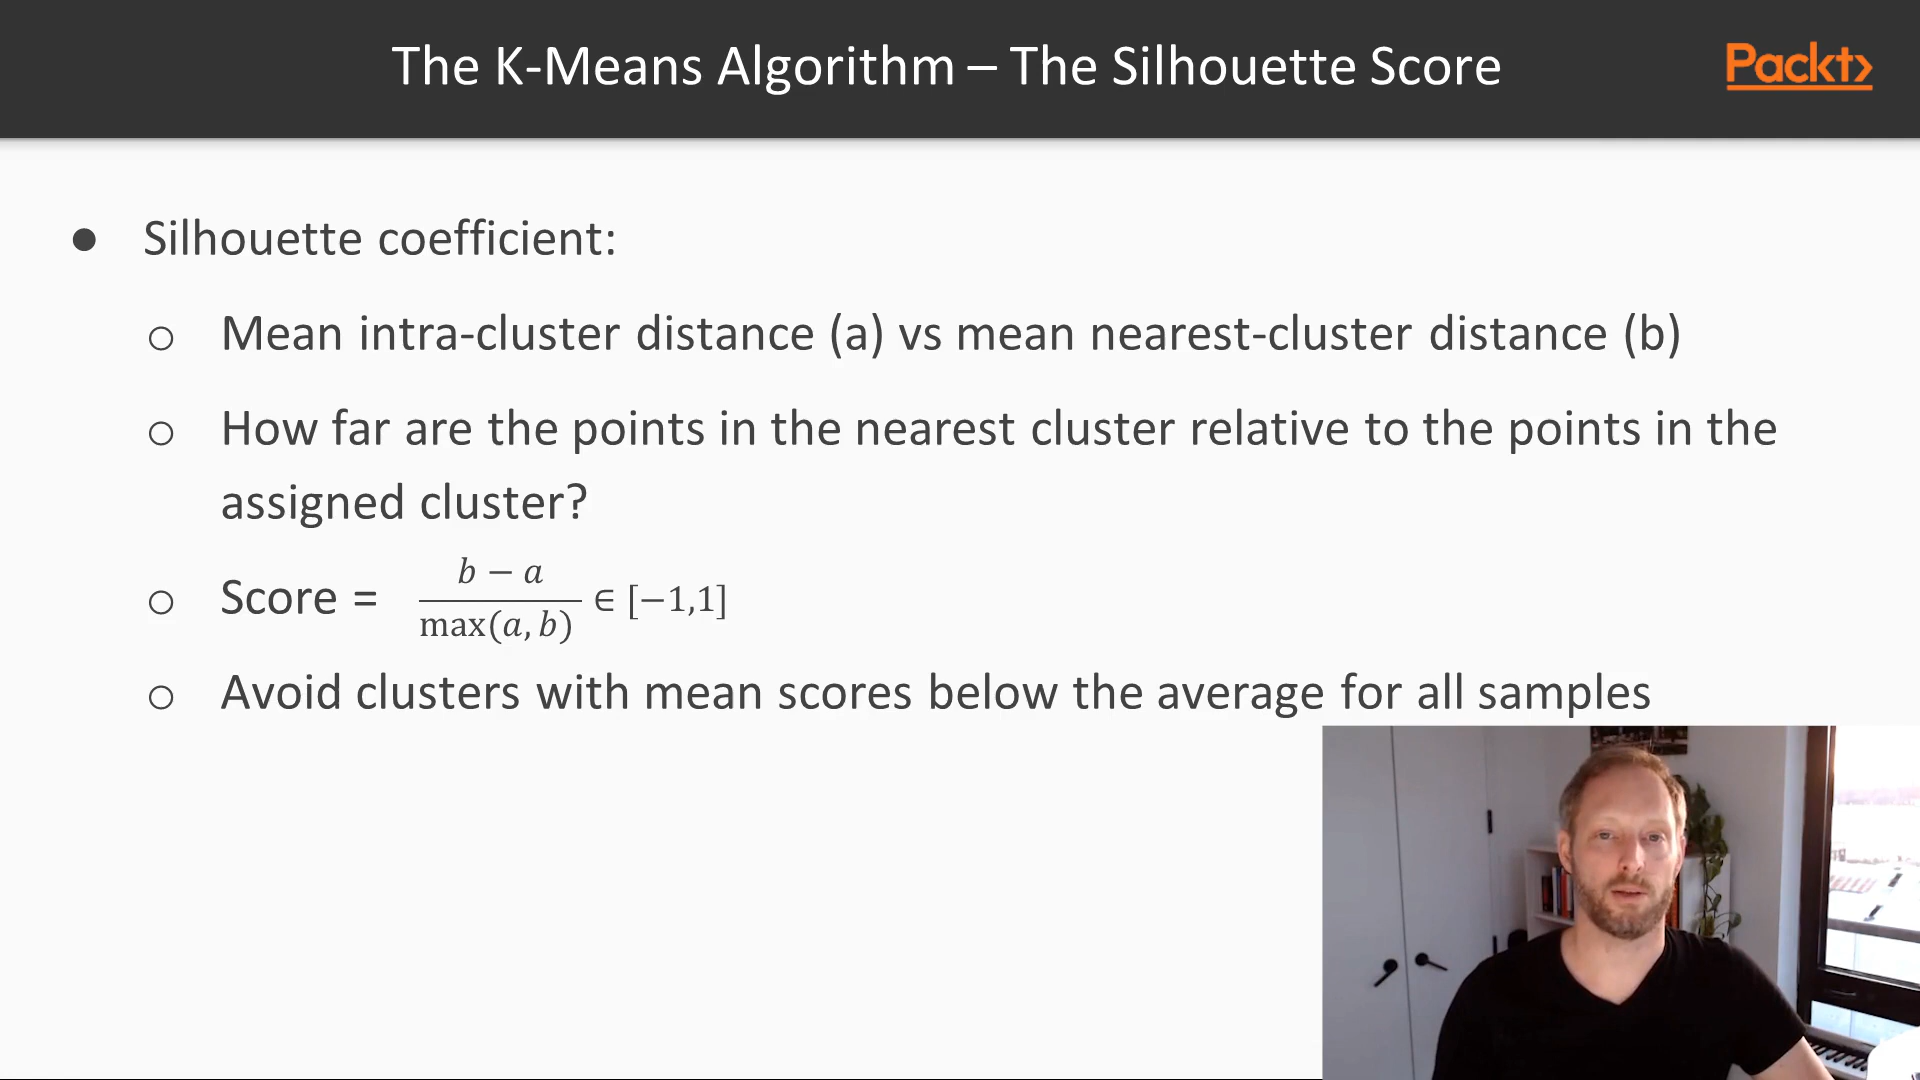 The K-Means Algorithm – The Silhouette Score
Packt>
● Silhouette coefficient:
○ Mean intra-cluster distance (a) vs mean nearest-cluster distance (b)
○ How far are the points in the nearest cluster relative to the points in the
assigned cluster?
○ Score = \frac{b − a}{max(a, b)} ∈ [−1,1]
○ Avoid clusters with mean scores below the average for all samples